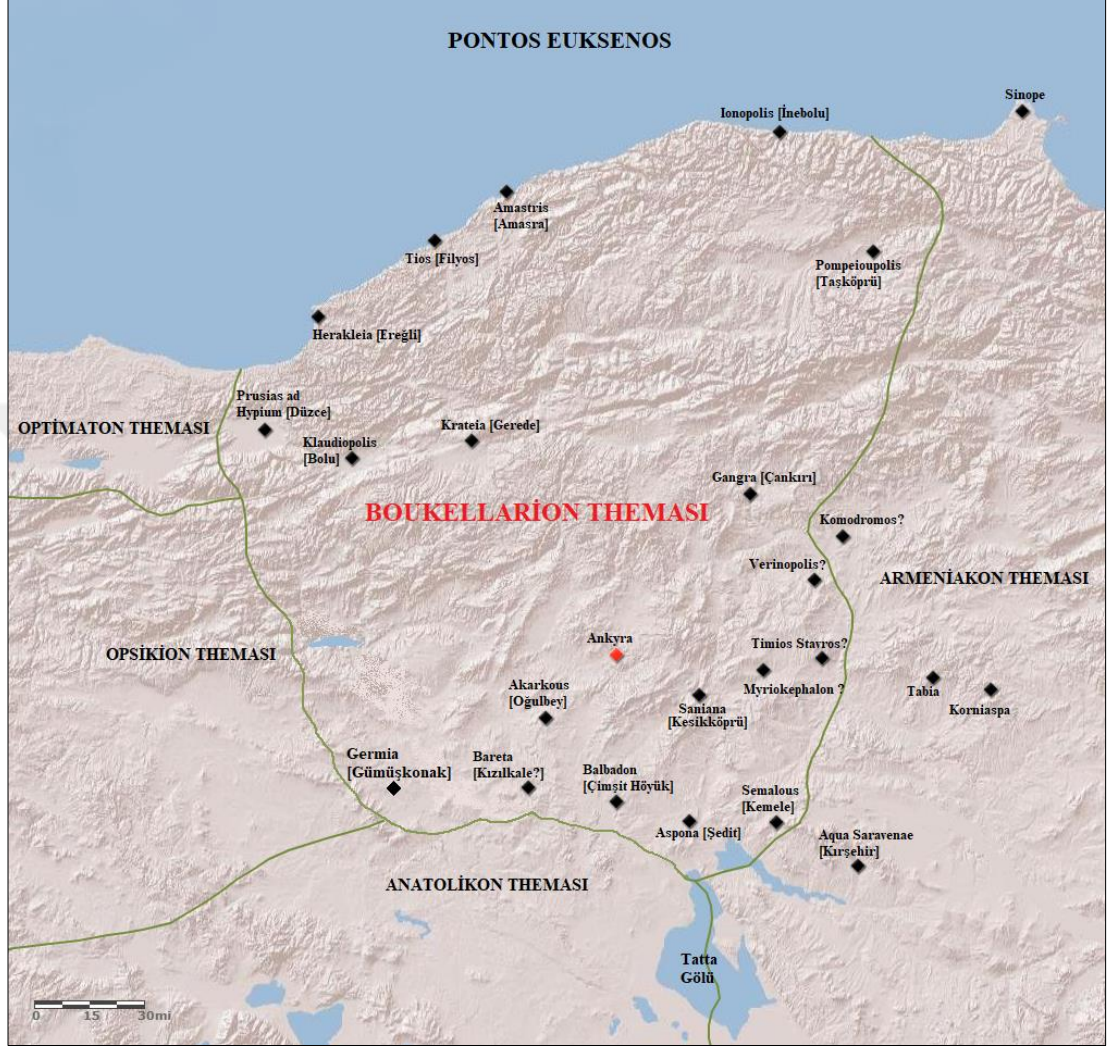 PONTOS EUKSENOS
Sinope
Ionopolis [İnebolu]
Amastris
[Amasra]
Tios [Filyos]
Pompeioupolis
[Taşköprü]
Herakleia [Ereğli]
Prusias ad
Hypium [Düzce]
OPTİMATON THEMASI
Krateia [Gerede]
Klaudiopolis
[Bolu]
Gangra [Çankırı]
BOUKELLARİON THEMASI
Komodromos?
Verinopolis?
ARMENİAKON THEMASI
Ankyra
Timios Stavros?
OPSİKİON THEMASI
Akarkous
[Oğulbey]
Myriokephalon ?
Tabia
Saniana
[Kesikköprü]
Korniaspa
Germia
[Gümüşkonak]
Bareta
[Kızılkale?]
Balbadon
[Çimşit Höyük]
Semalous
[Kemele]
Aspona [Şedit]
Aqua Saravenae
[Kırşehir]
ANATOLİKON THEMASI
Tatta
Gölü
0 15 30mi